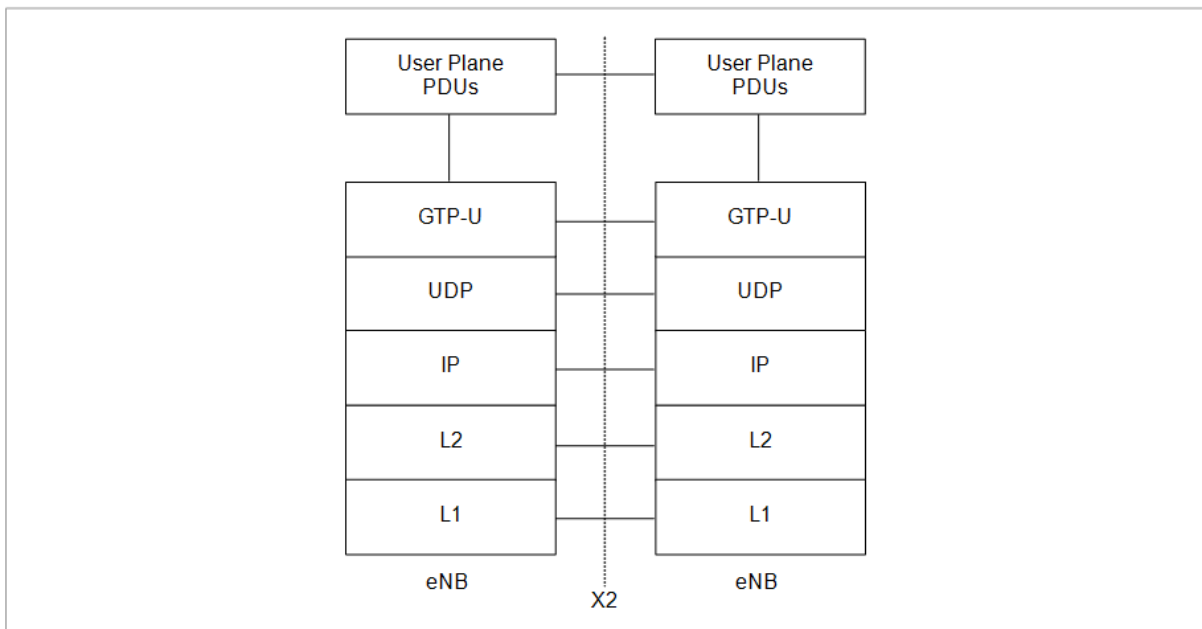 User Plane
PDUs
User Plane
PDUs
GTP-U
GTP-U
UDP
UDP
IP
IP
L2
L2
L1
L1
eNB
eNB
X2